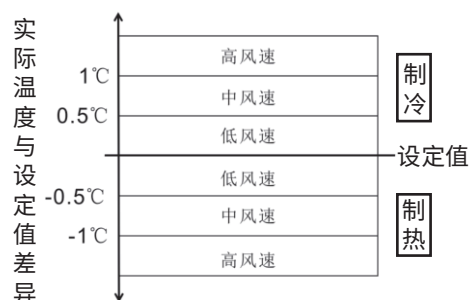 实际温度与设定值差异
高风速
1℃
中风速
0.5℃
低风速
设定值
低风速
-0.5℃
中风速
-1℃
高风速
制冷
制热